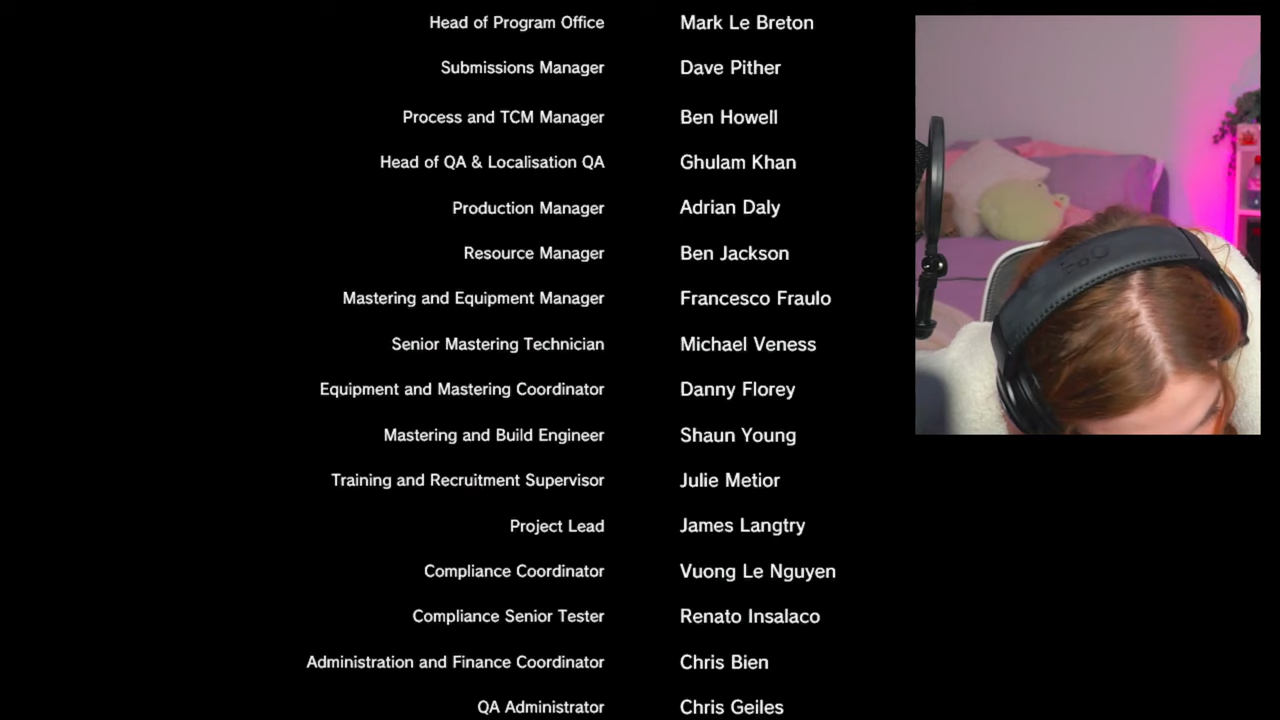 Head of Program Office Mark Le Breton
Submissions Manager Dave Pither
Process and TCM Manager Ben Howell
Head of QA & Localisation QA Ghulam Khan
Production Manager Adrian Daly
Resource Manager Ben Jackson
Mastering and Equipment Manager Francesco Fraulo
Senior Mastering Technician Michael Veness
Equipment and Mastering Coordinator Danny Florey
Mastering and Build Engineer Shaun Young
Training and Recruitment Supervisor Julie Metior
Project Lead James Langtry
Compliance Coordinator Vuong Le Nguyen
Compliance Senior Tester Renato Insalaco
Administration and Finance Coordinator Chris Bien
QA Administrator Chris Geiles